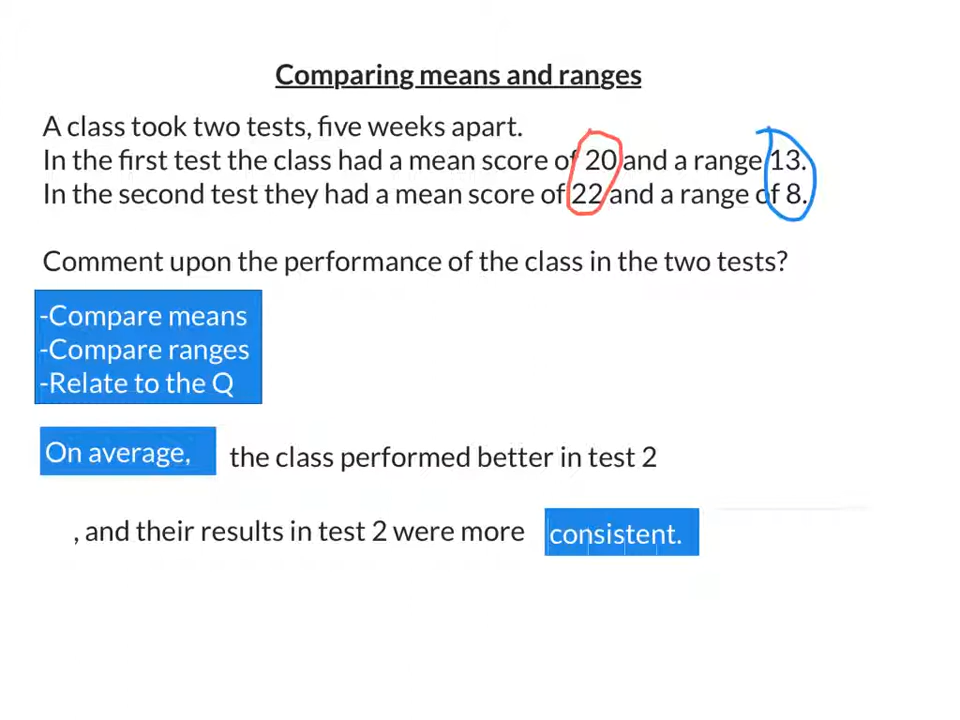 Comparing means and ranges
A class took two tests, five weeks apart.
In the first test the class had a mean score of 20 and a range 13.
In the second test they had a mean score of 22 and a range of 8.
Comment upon the performance of the class in the two tests?
-Compare means
-Compare ranges
-Relate to the Q
On average, the class performed better in test 2
, and their results in test 2 were more consistent.